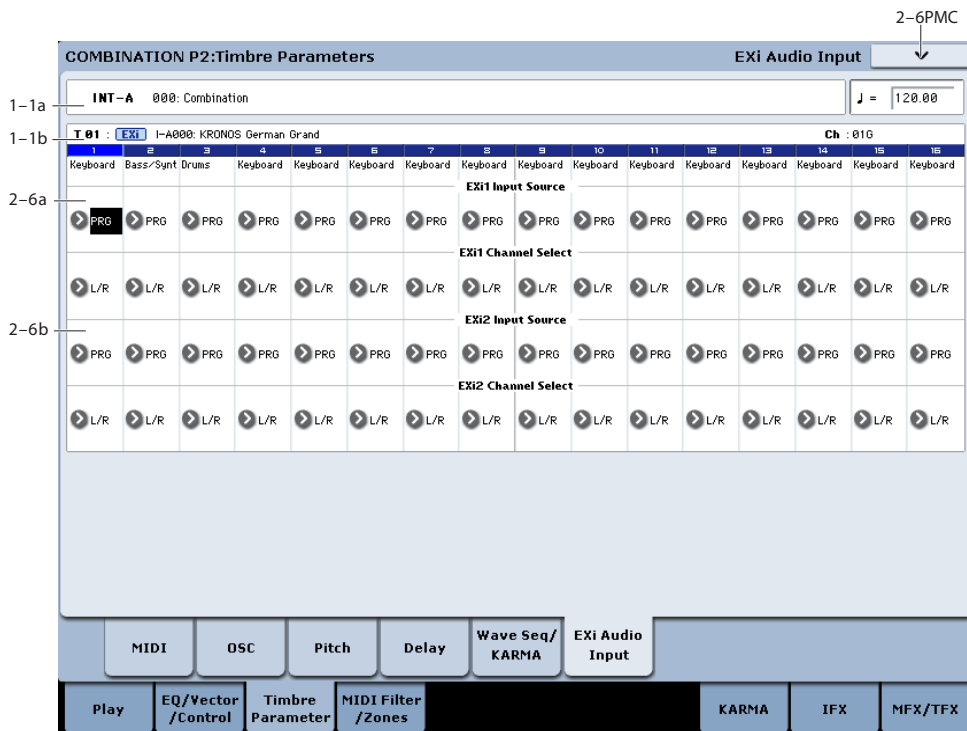 2–6PMC
COMBINATION P2:Timbre Parameters EXi Audio Input
1–1a
INT-A 000: Combination ♩ = 120.00
1–1b
T 01 : EXi I-A000: KRONOS German Grand Ch :01G
1 2 3 4 5 6 7 8 9 10 11 12 13 14 15 16
Keyboard Bass/Synt Drums Keyboard Keyboard Keyboard Keyboard Keyboard Keyboard Keyboard Keyboard Keyboard Keyboard Keyboard Keyboard Keyboard
EXi1 Input Source
2–6a
PRG PRG PRG PRG PRG PRG PRG PRG PRG PRG PRG PRG PRG PRG PRG PRG
EXi1 Channel Select
L/R L/R L/R L/R L/R L/R L/R L/R L/R L/R L/R L/R L/R L/R L/R L/R
EXi2 Input Source
2–6b
PRG PRG PRG PRG PRG PRG PRG PRG PRG PRG PRG PRG PRG PRG PRG PRG
EXi2 Channel Select
L/R L/R L/R L/R L/R L/R L/R L/R L/R L/R L/R L/R L/R L/R L/R L/R
MIDI OSC Pitch Delay Wave Seq/ EXi Audio
KARMA Input
Play EQ/Vector Timbre MIDI Filter KARMA IFX MFX/TFX
/Control Parameter /Zones